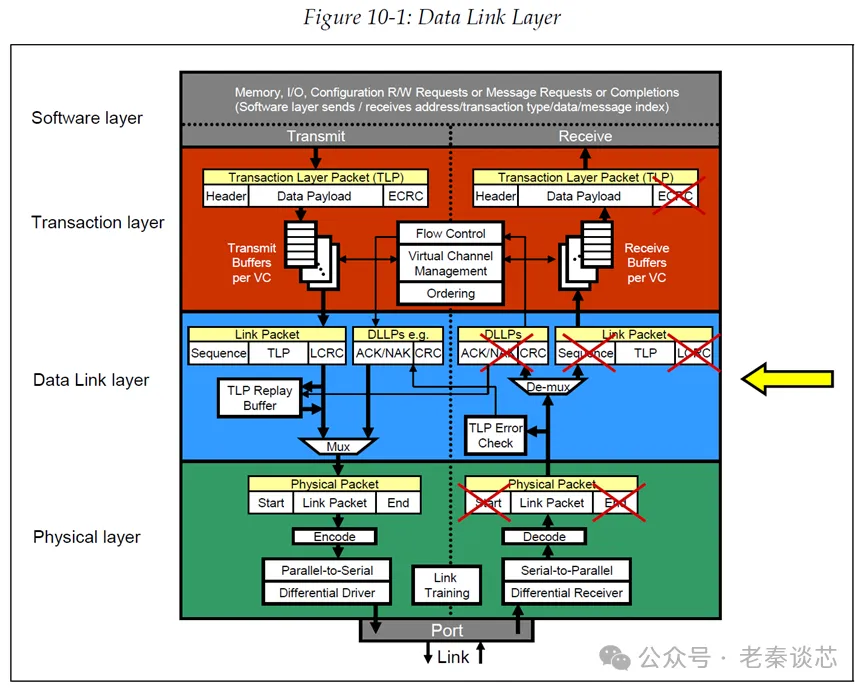 Figure 10-1: Data Link Layer
Software layer
Memory, I/O, Configuration R/W Requests or Message Requests or Completions
(Software layer sends / receives address/transaction type/data/message index)
Transmit
Receive
Transaction layer
Transaction Layer Packet (TLP)
Header
Data Payload
ECRC
Transaction Layer Packet (TLP)
Header
Data Payload
ECRC
Transmit
Buffers
per VC
Flow Control
Virtual Channel
Management
Ordering
Receive
Buffers
per VC
Data Link layer
Link Packet
Sequence
TLP
LCRC
DLLPs e.g.
ACK/NAK
CRC
DLLPs
ACK/NAK
CRC
Link Packet
Sequence
TLP
LCRC
TLP Replay
Buffer
De-mux
TLP Error
Check
Mux
Physical layer
Physical Packet
Start
Link Packet
End
Physical Packet
Start
Link Packet
End
Encode
Decode
Parallel-to-Serial
Differential Driver
Link
Training
Serial-to-Parallel
Differential Receiver
Port
Link
公众号 · 老秦谈芯